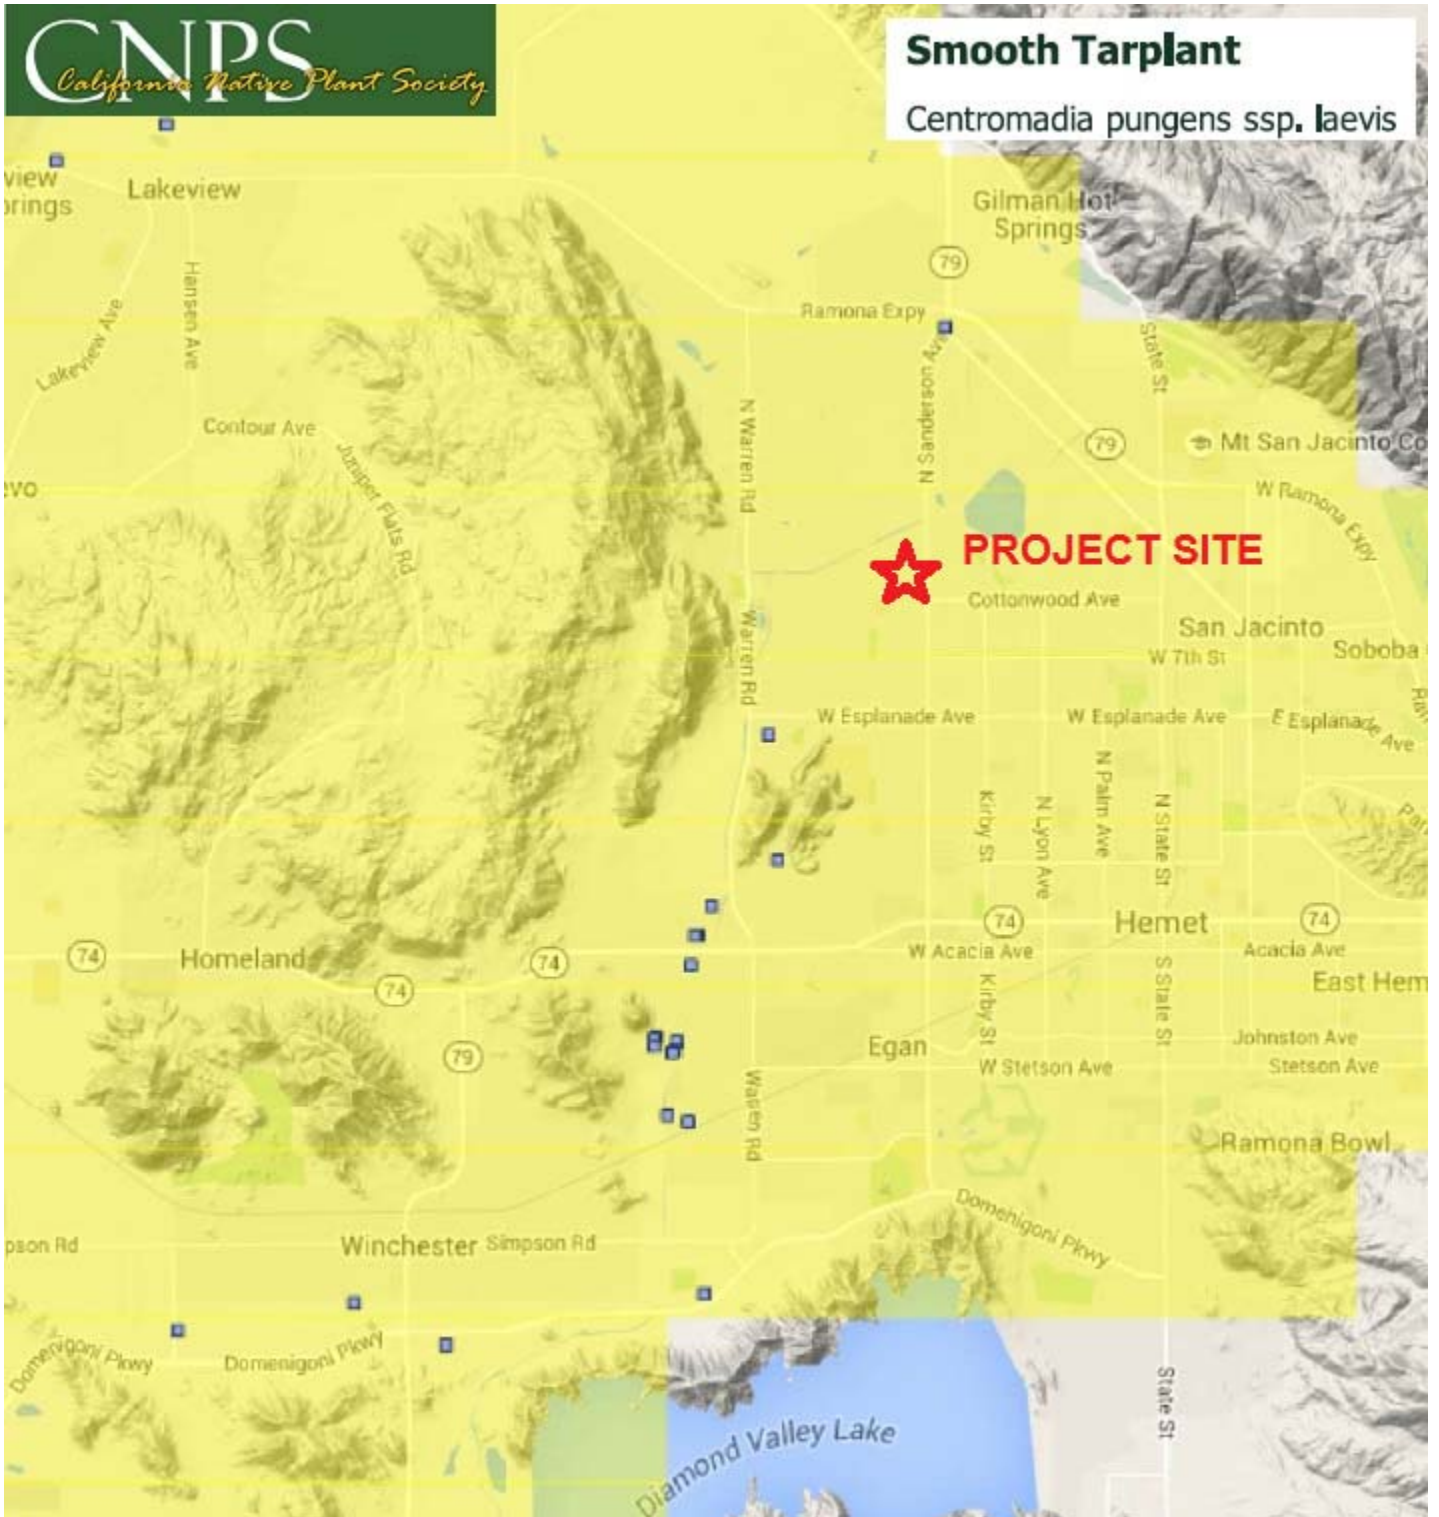 CNPS
California Native Plant Society
Smooth Tarplant
Centromadia pungens ssp. laevis
view
orings
Lakeview
Gilman Hot
Springs
79
Hansen Ave
Lakeview Ave
Ramona Expy
State St
N Sanderson Ave
Contour Ave
N Warren Rd
79
Mt San Jacinto Co
Juniper Flats Rd
evo
W Ramona Expy
PROJECT SITE
Cottonwood Ave
San Jacinto
Warren Rd
W 7th St
Soboba
W Esplanade Ave
W Esplanade Ave
E Esplanade Ave
N Palm Ave
Kirby St
N Lyon Ave
N State St
74
Hemet
74
74
Homeland
74
W Acacia Ave
Acacia Ave
74
Kirby St
S State St
East Hem
79
Egan
Johnston Ave
W Stetson Ave
Stetson Ave
Warren Rd
Ramona Bowl
Domenigoni Pkwy
pson Rd
Winchester
Simpson Rd
Domenigoni Pkwy
Domenigoni Pkwy
State St
Diamond Valley Lake